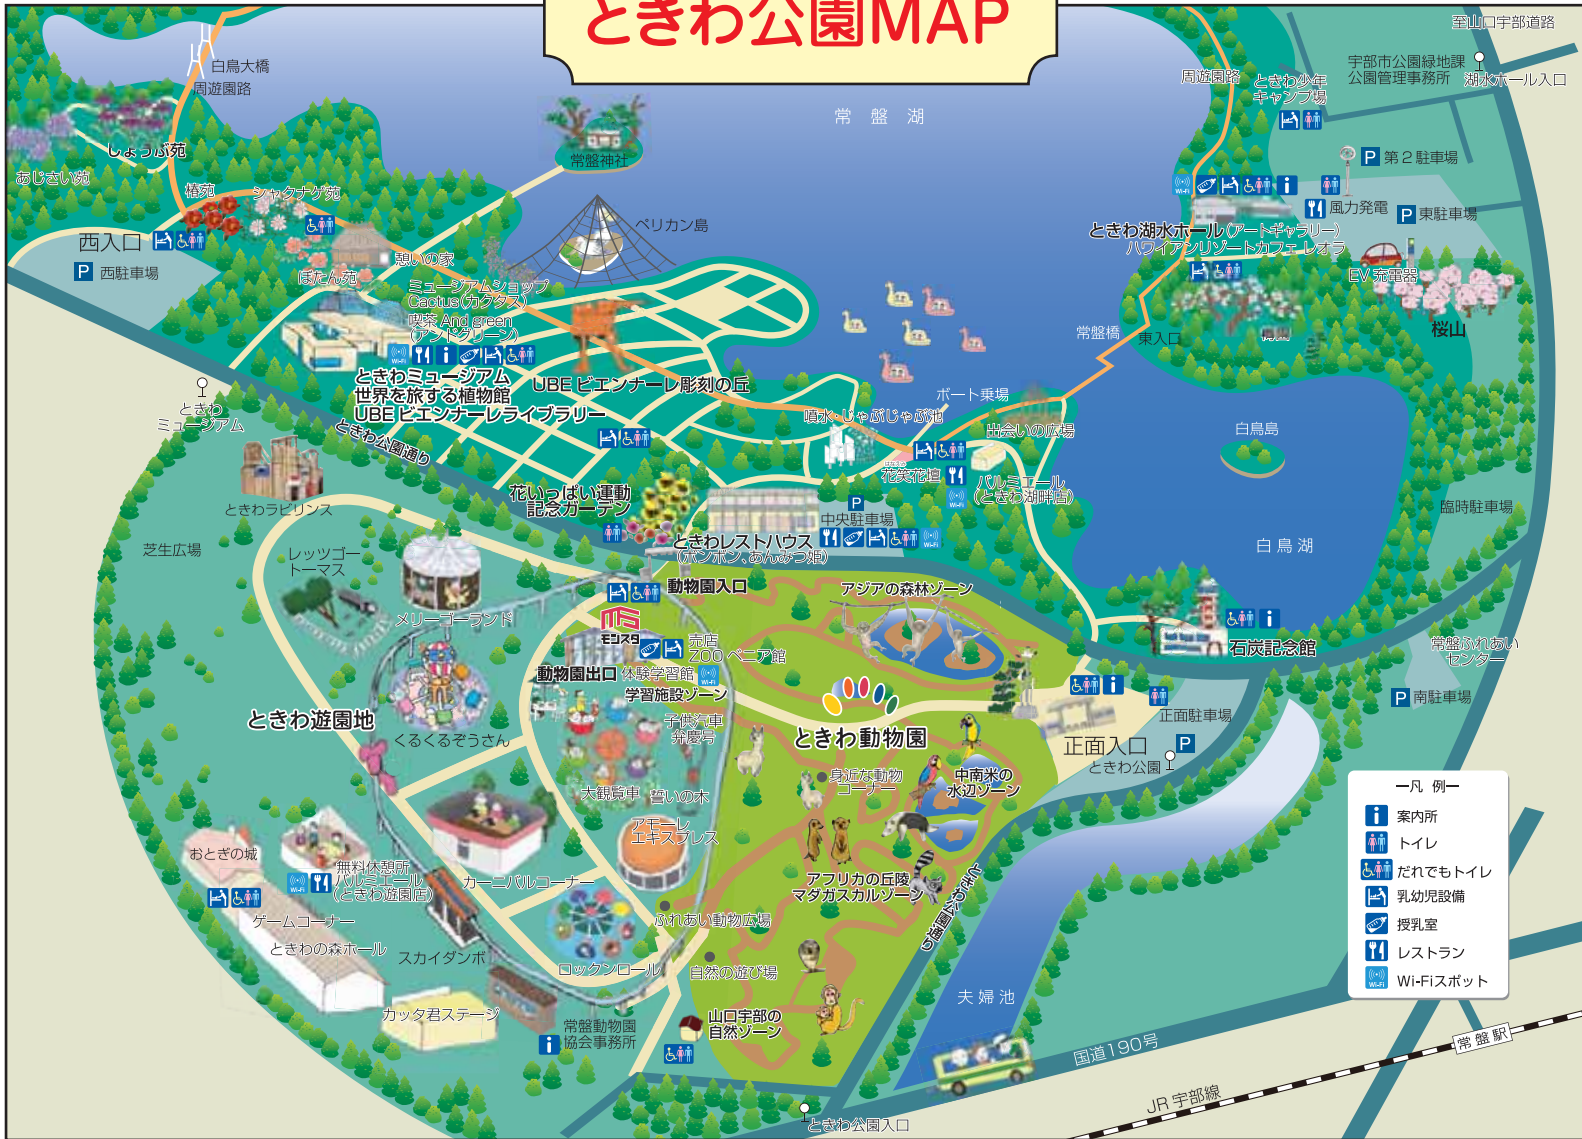 ときわ公園MAP
至山口宇部道路
白鳥大橋
周遊園路
周遊園路
ときわ少年
キャンプ場
宇部市公園緑地課
公園管理事務所
湖水ホール入口
常盤湖
しょうぶ苑
あじさい苑
椿苑
シャクナゲ苑
常盤神社
P 第2駐車場
西入口
P 西駐車場
ぼたん苑
憩いの家
ペリカン島
Wi-Fi
i
風力発電
P 東駐車場
ときわ湖水ホール(アートギャラリー)
ハワイアンリゾートカフェレオラ
EV充電器
ミュージアムショップ
Cactus(カクタス)
喫茶 And green
(アンドグリーン)
Wi-Fi
i
ときわミュージアム
世界を旅する植物館
UBEビエンナーレライブラリー
UBEビエンナーレ彫刻の丘
常盤橋
東入口
桜山
ときわ
ミュージアム
ときわ公園通り
ボート乗場
噴水・じゃぶじゃぶ池
出会いの広場
白鳥島
花笑花壇
Wi-Fi
パルミエール
(ときわ湖畔店)
ときわラビリンス
花いっぱい運動
記念ガーデン
P
中央駐車場
Wi-Fi
ときわレストハウス
(ボンボン、あんみつ姫)
臨時駐車場
白鳥湖
芝生広場
レッツゴー
トーマス
メリーゴーランド
動物園入口
モンスタ
売店
ZOO ベニア館
動物園出口
体験学習館
Wi-Fi
学習施設ゾーン
アジアの森林ゾーン
i
石炭記念館
常盤ふれあい
センター
i
正面駐車場
P 南駐車場
ときわ遊園地
くるくるぞうさん
子供汽車
弁慶号
ときわ動物園
正面入口
P
ときわ公園
大観覧車
誓いの木
身近な動物
コーナー
中南米の
水辺ゾーン
アモーレ
エキスプレス
おとぎの城
Wi-Fi
無料休憩所
パルミエール
(ときわ遊園店)
カーニバルコーナー
アフリカの丘陵
マダガスカルゾーン
ときわ公園通り
ゲームコーナー
ときわの森ホール
スカイダンボ
ふれあい動物広場
ロックンロール
自然の遊び場
カッタ君ステージ
i
常盤動物園
協会事務所
山口宇部の
自然ゾーン
夫婦池
国道190号
常盤駅
JR宇部線
ときわ公園入口
―凡例―
i 案内所
トイレ
だれでもトイレ
乳幼児設備
授乳室
レストラン
Wi-Fi Wi-Fiスポット